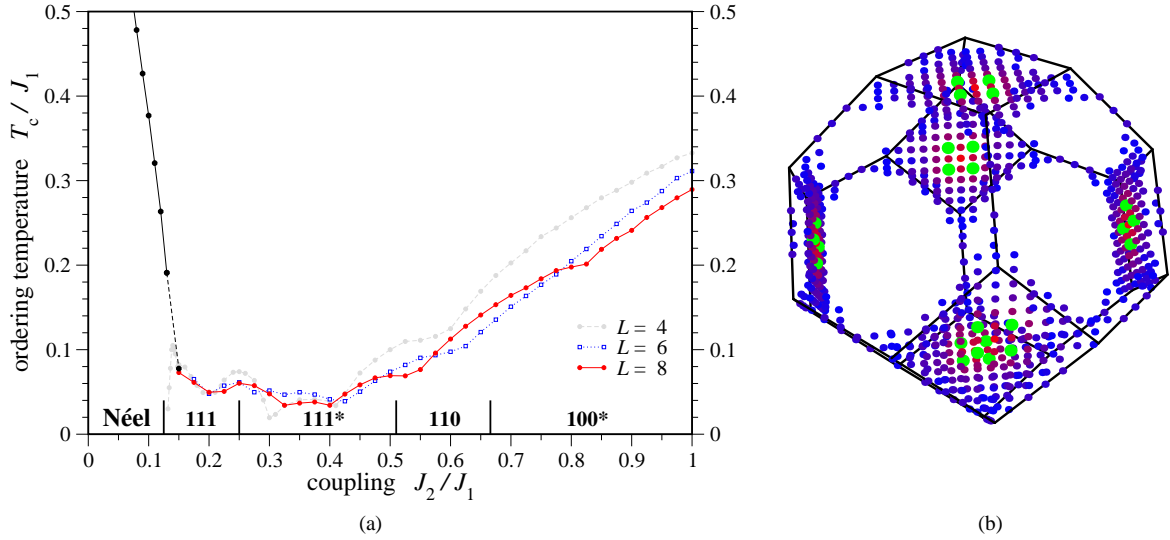 0.5
0.5
0.4
0.4
0.3
0.3
0.2
0.2
0.1
0.1
0
0
ordering temperature T_c / J_1
L = 4
L = 6
L = 8
Néel 111 111* 110 100*
0 0.1 0.2 0.3 0.4 0.5 0.6 0.7 0.8 0.9 1
coupling J_2 / J_1
(a) (b)